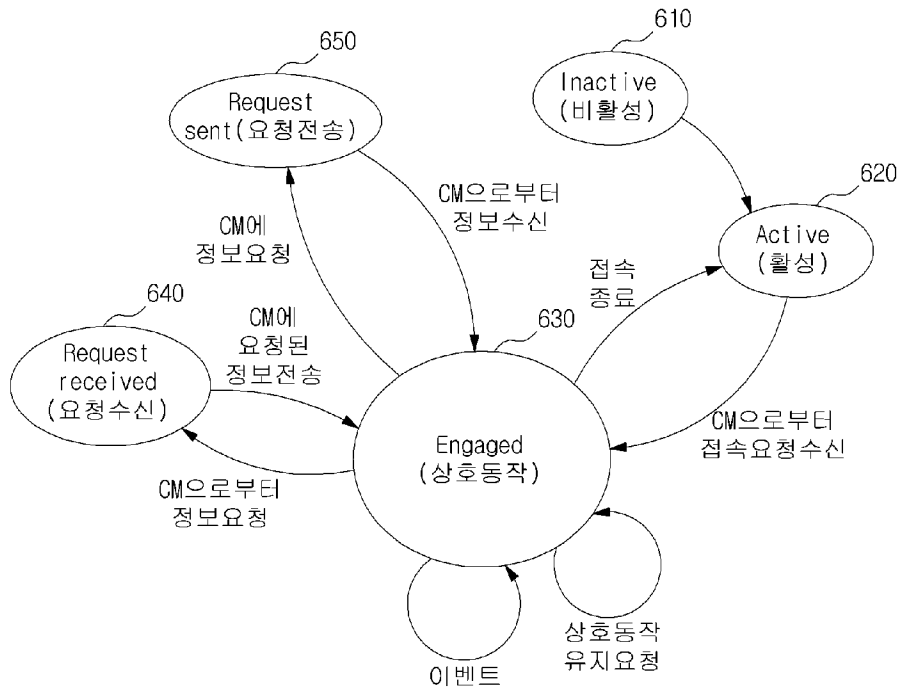 650
Request
sent(요청전송)
610
Inactive
(비활성)
620
Active
(활성)
CM으로부터
정보수신
CM에
정보요청
접속
종료
640
Request
received
(요청수신)
CM에
요청된
정보전송
630
Engaged
(상호동작)
CM으로부터
접속요청수신
CM으로부터
정보요청
이벤트
상호동작
유지요청